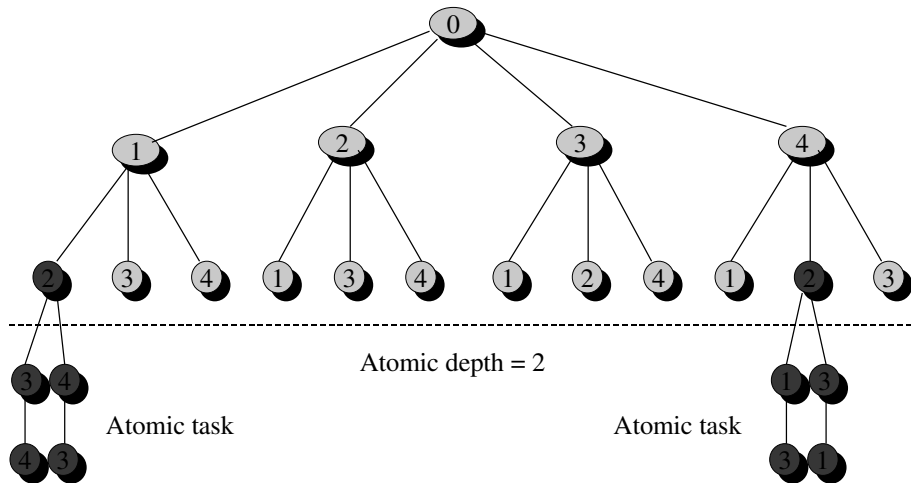 0
1 2 3 4
2 3 4 1 3 4 1 2 4 1 2 3
Atomic depth = 2
3 4 1 3
Atomic task Atomic task
4 3 3 1